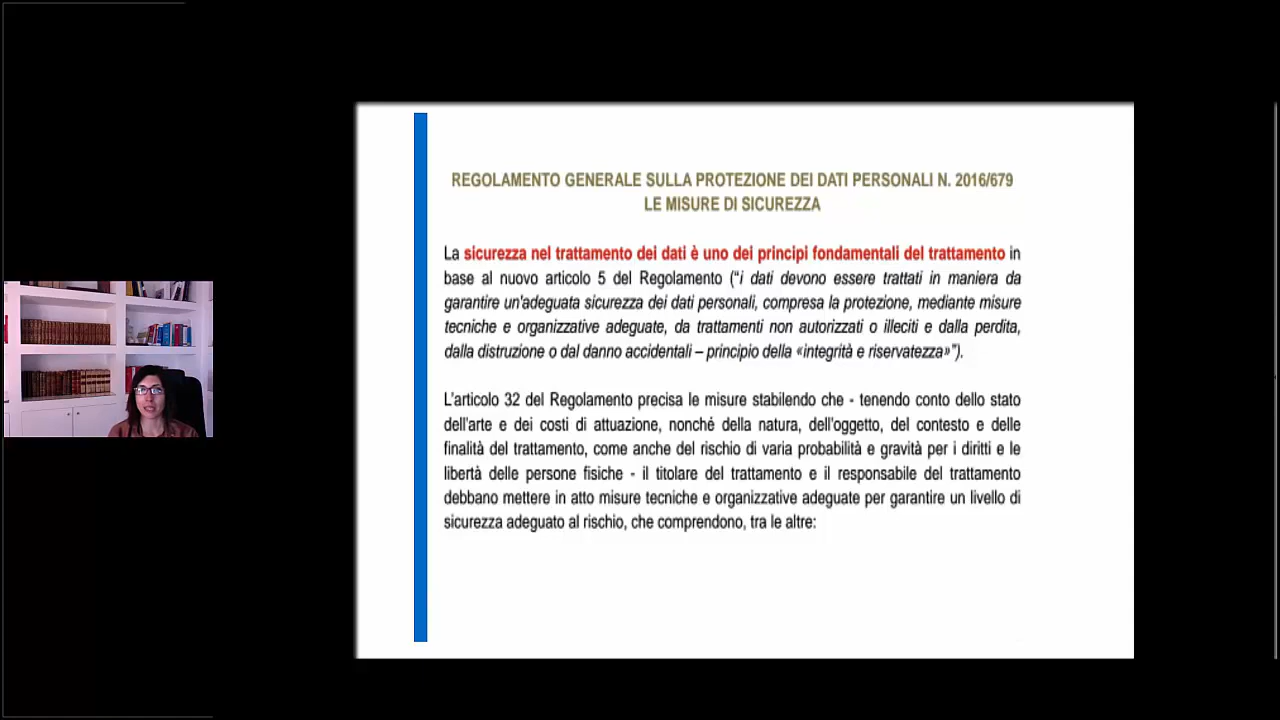 REGOLAMENTO GENERALE SULLA PROTEZIONE DEI DATI PERSONALI N. 2016/679
LE MISURE DI SICUREZZA
La sicurezza nel trattamento dei dati è uno dei principi fondamentali del trattamento in
base al nuovo articolo 5 del Regolamento (“i dati devono essere trattati in maniera da
garantire un'adeguata sicurezza dei dati personali, compresa la protezione, mediante misure
tecniche e organizzative adeguate, da trattamenti non autorizzati o illeciti e dalla perdita,
dalla distruzione o dal danno accidentali – principio della «integrità e riservatezza»”).
L’articolo 32 del Regolamento precisa le misure stabilendo che - tenendo conto dello stato
dell’arte e dei costi di attuazione, nonché della natura, dell’oggetto, del contesto e delle
finalità del trattamento, come anche del rischio di varia probabilità e gravità per i diritti e le
libertà delle persone fisiche - il titolare del trattamento e il responsabile del trattamento
debbano mettere in atto misure tecniche e organizzative adeguate per garantire un livello di
sicurezza adeguato al rischio, che comprendono, tra le altre: